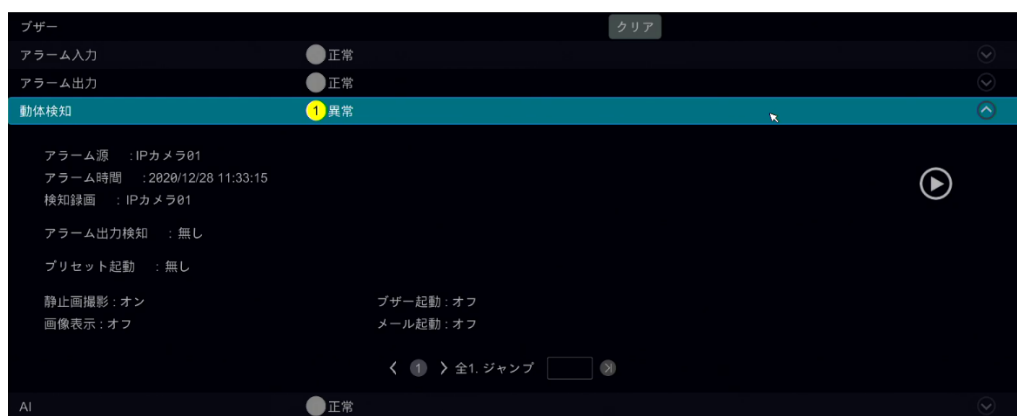 ブザー クリア
アラーム入力 正常
アラーム出力 正常
動体検知 1 異常
アラーム源 :IPカメラ01
アラーム時間 :2020/12/28 11:33:15
検知録画 :IPカメラ01
アラーム出力検知 :無し
プリセット起動 :無し
静止画撮影:オン ブザー起動:オフ
画像表示:オフ メール起動:オフ
1 全1. ジャンプ
AI 正常